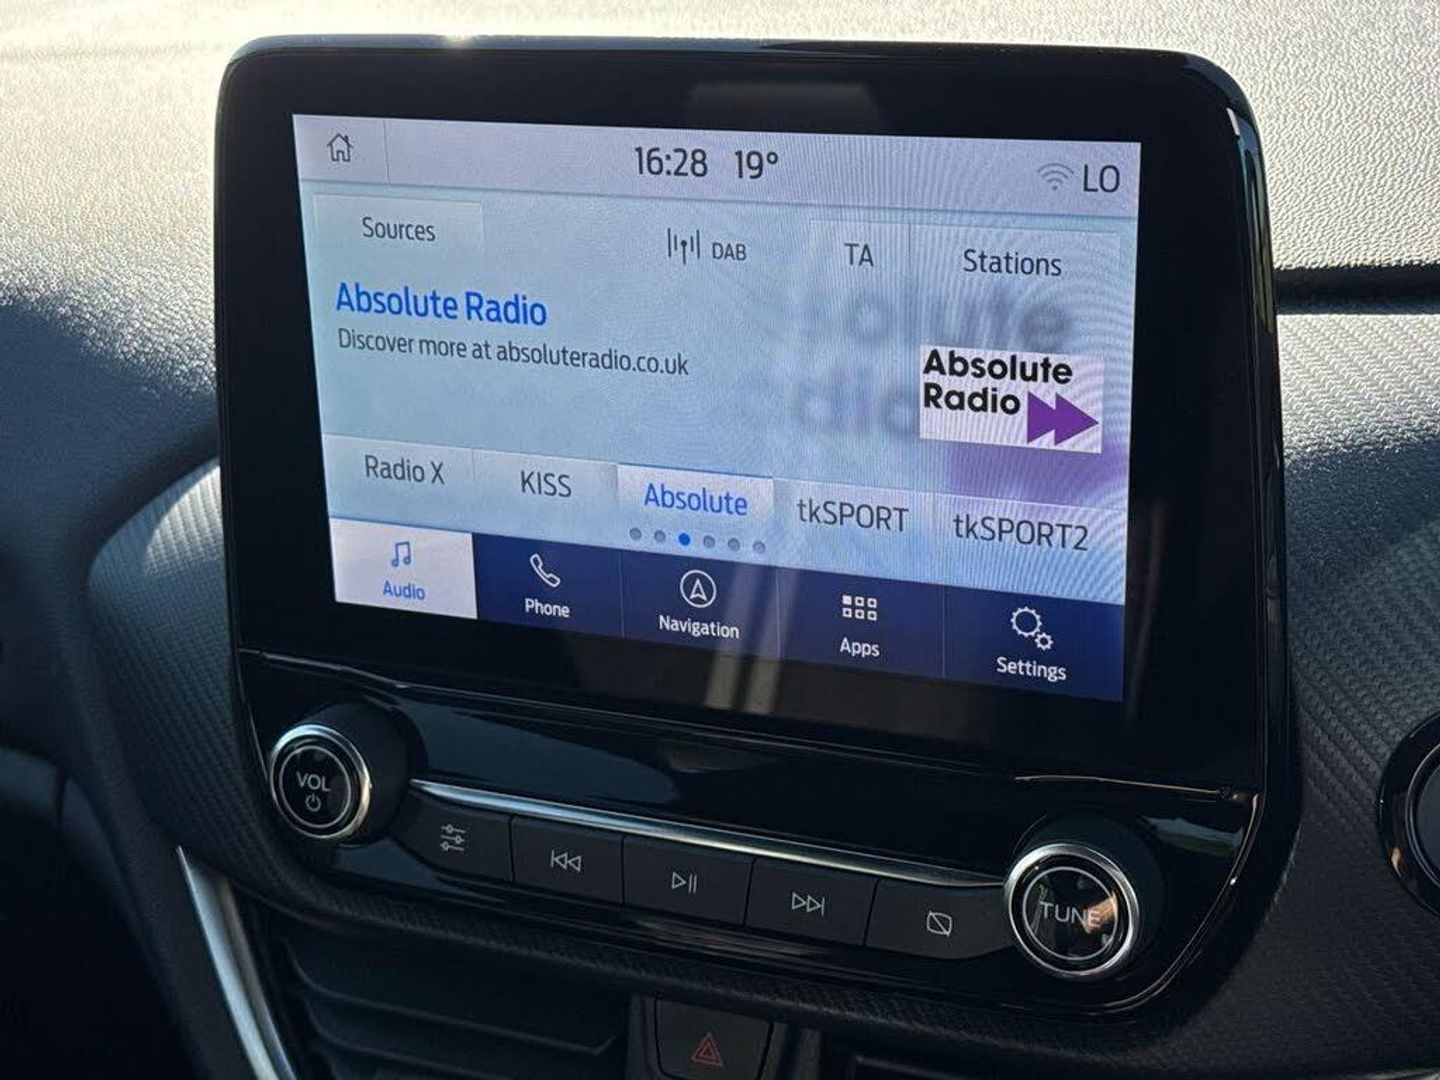 16:28 19° LO
Sources DAB TA Stations
Absolute Radio
Discover more at absoluteradio.co.uk
Absolute
Radio
Radio X KISS Absolute tkSPORT tkSPORT2
Audio Phone Navigation Apps Settings
VOL
TUNE